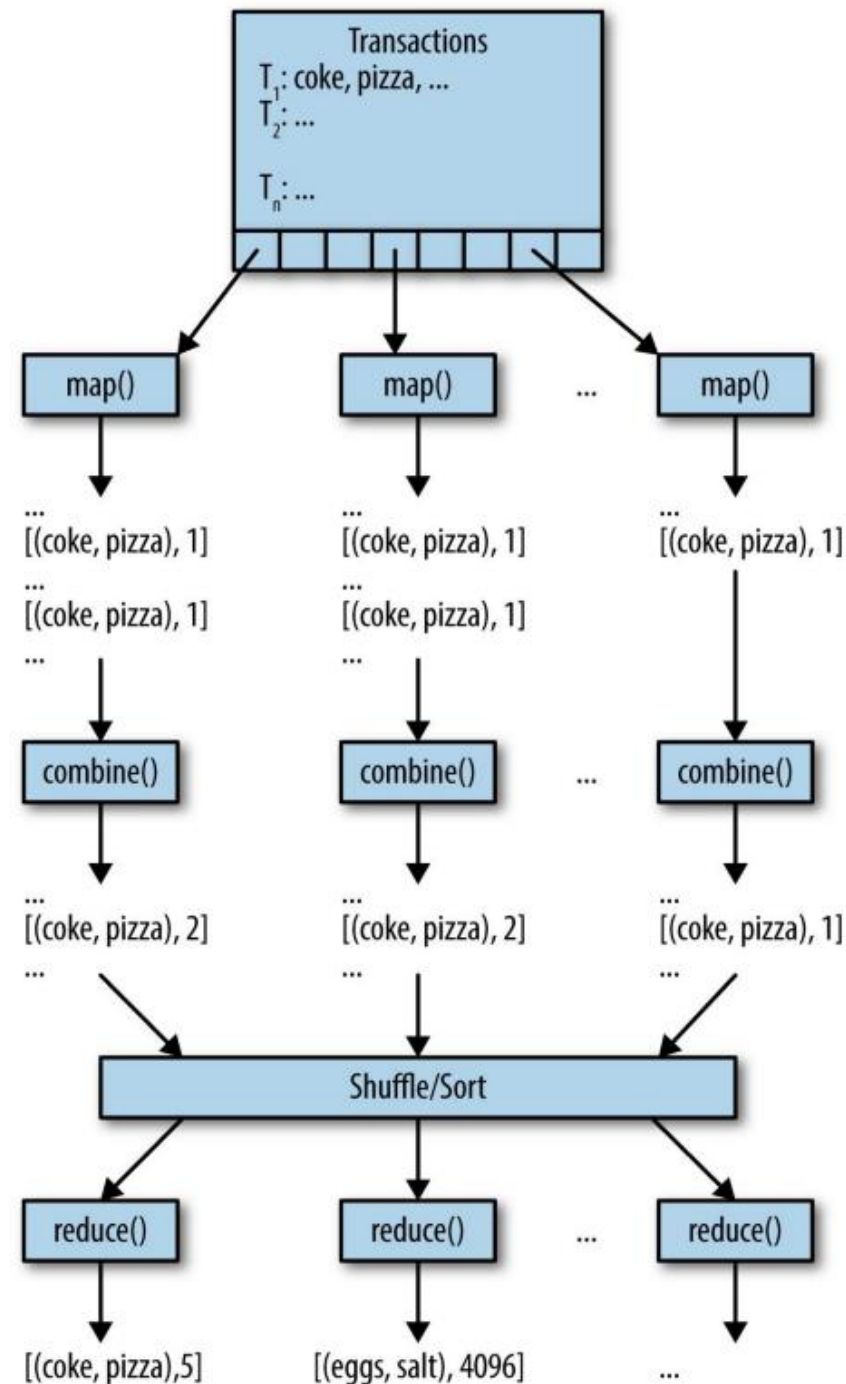 Transactions
T1: coke, pizza, ...
T2: ...
Tn: ...
map() map() ... map()
... ... ...
[(coke, pizza), 1] [(coke, pizza), 1] [(coke, pizza), 1]
... ...
[(coke, pizza), 1] [(coke, pizza), 1]
... ...
combine() combine() ... combine()
... ... ...
[(coke, pizza), 2] [(coke, pizza), 2] [(coke, pizza), 1]
... ... ...
Shuffle/Sort
reduce() reduce() ... reduce()
[(coke, pizza),5] [(eggs, salt), 4096] ...